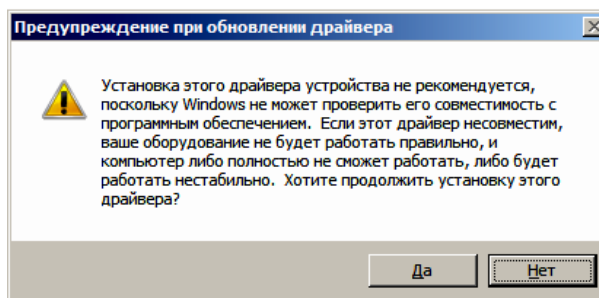 Предупреждение при обновлении драйвера
Установка этого драйвера устройства не рекомендуется,
поскольку Windows не может проверить его совместимость с
программным обеспечением. Если этот драйвер несовместим,
ваше оборудование не будет работать правильно, и
компьютер либо полностью не сможет работать, либо будет
работать нестабильно. Хотите продолжить установку этого
драйвера?
Да
Нет